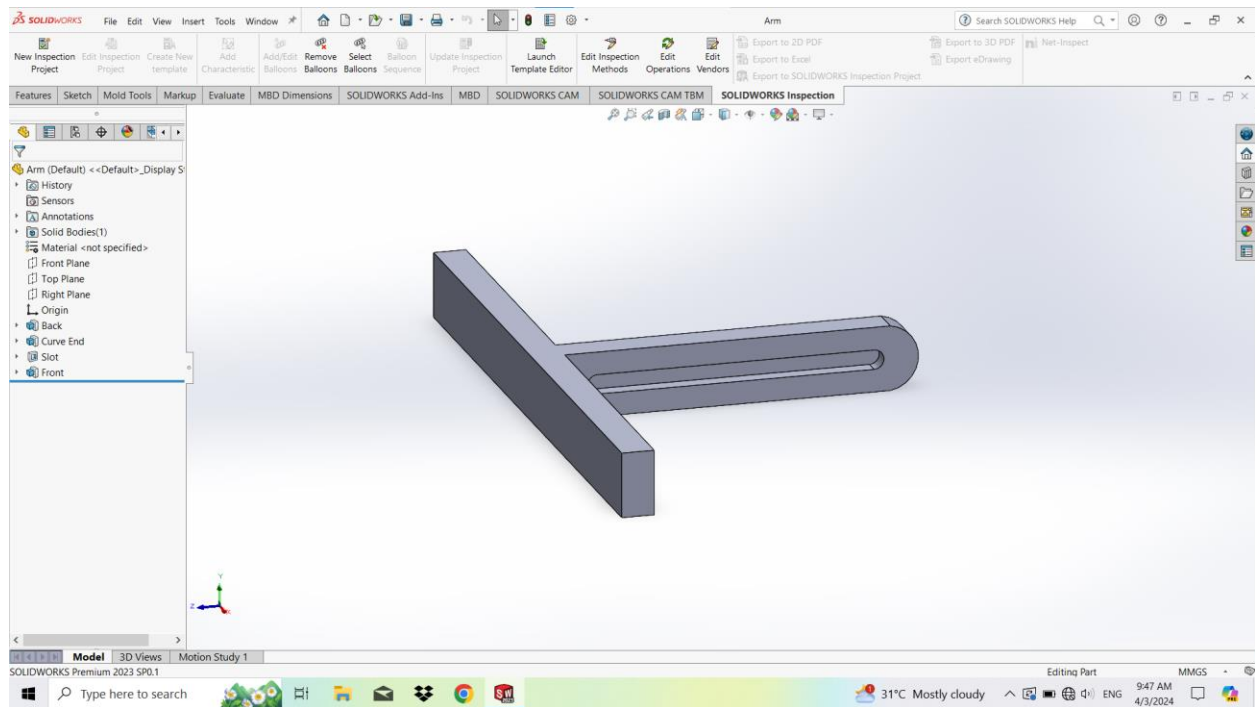 SOLIDWORKS File Edit View Insert Tools Window Arm Search SOLIDWORKS Help
New Inspection Project
Edit Inspection Project
Create New template
Add Characteristic
Add/Edit Balloons
Remove Balloons
Select Balloons
Balloon Sequence
Update Inspection Project
Launch Template Editor
Edit Inspection Methods
Edit Operations
Edit Vendors
Export to 2D PDF
Export to Excel
Export to SOLIDWORKS Inspection Project
Export to 3D PDF
Export eDrawing
Net-Inspect
Features Sketch Mold Tools Markup Evaluate MBD Dimensions SOLIDWORKS Add-Ins MBD SOLIDWORKS CAM SOLIDWORKS CAM TBM SOLIDWORKS Inspection
Arm (Default) <<Default>_Display S
History
Sensors
Annotations
Solid Bodies(1)
Material <not specified>
Front Plane
Top Plane
Right Plane
Origin
Back
Curve End
Slot
Front
Y
Z
X
Model 3D Views Motion Study 1
SOLIDWORKS Premium 2023 SP0.1 Editing Part MMGS
Type here to search 31°C Mostly cloudy ENG 9:47 AM
4/3/2024